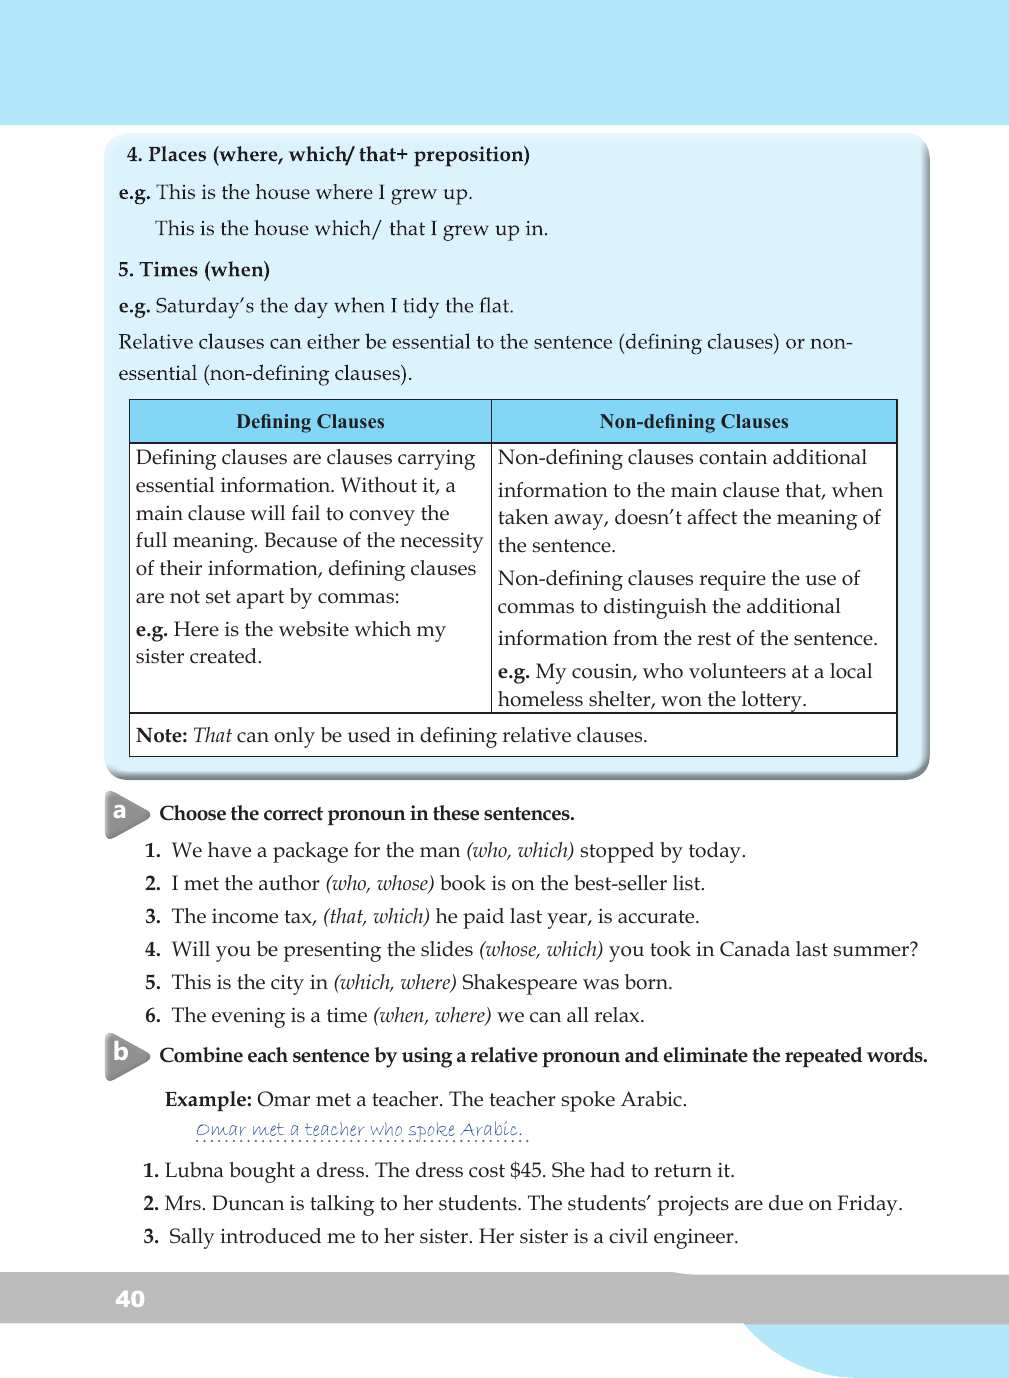 4. Places (where, which/ that+ preposition)
e.g. This is the house where I grew up.
This is the house which/ that I grew up in.
5. Times (when)
e.g. Saturday's the day when I tidy the flat.
Relative clauses can either be essential to the sentence (defining clauses) or non-
essential (non-defining clauses).
Defining Clauses
Non-defining Clauses
Defining clauses are clauses carrying
essential information. Without it, a
main clause will fail to convey the
full meaning. Because of the necessity
of their information, defining clauses
are not set apart by commas:
e.g. Here is the website which my
sister created.
Non-defining clauses contain additional
information to the main clause that, when
taken away, doesn't affect the meaning of
the sentence.
Non-defining clauses require the use of
commas to distinguish the additional
information from the rest of the sentence.
e.g. My cousin, who volunteers at a local
homeless shelter, won the lottery.
Note: That can only be used in defining relative clauses.
a Choose the correct pronoun in these sentences.
1. We have a package for the man (who, which) stopped by today.
2. I met the author (who, whose) book is on the best-seller list.
3. The income tax, (that, which) he paid last year, is accurate.
4. Will you be presenting the slides (whose, which) you took in Canada last summer?
5. This is the city in (which, where) Shakespeare was born.
6. The evening is a time (when, where) we can all relax.
b Combine each sentence by using a relative pronoun and eliminate the repeated words.
Example: Omar met a teacher. The teacher spoke Arabic.
Omar met a teacher who spoke Arabic.
1. Lubna bought a dress. The dress cost $45. She had to return it.
2. Mrs. Duncan is talking to her students. The students' projects are due on Friday.
3. Sally introduced me to her sister. Her sister is a civil engineer.
40